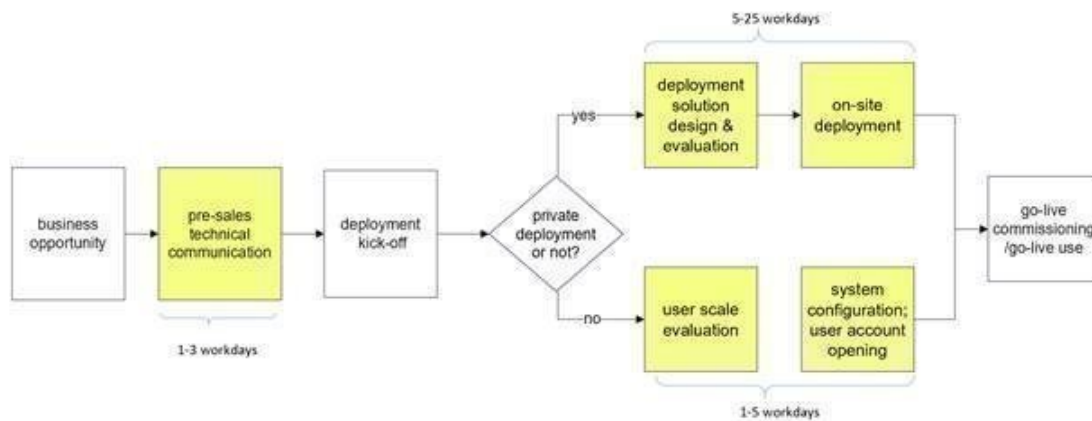 5-25 workdays
deployment
solution
design &
evaluation
on-site
deployment
yes
business
opportunity
pre-sales
technical
communication
deployment
kick-off
private
deployment
or not?
go-live
commissioning
/go-live use
no
user scale
evaluation
system
configuration;
user account
opening
1-3 workdays
1-5 workdays